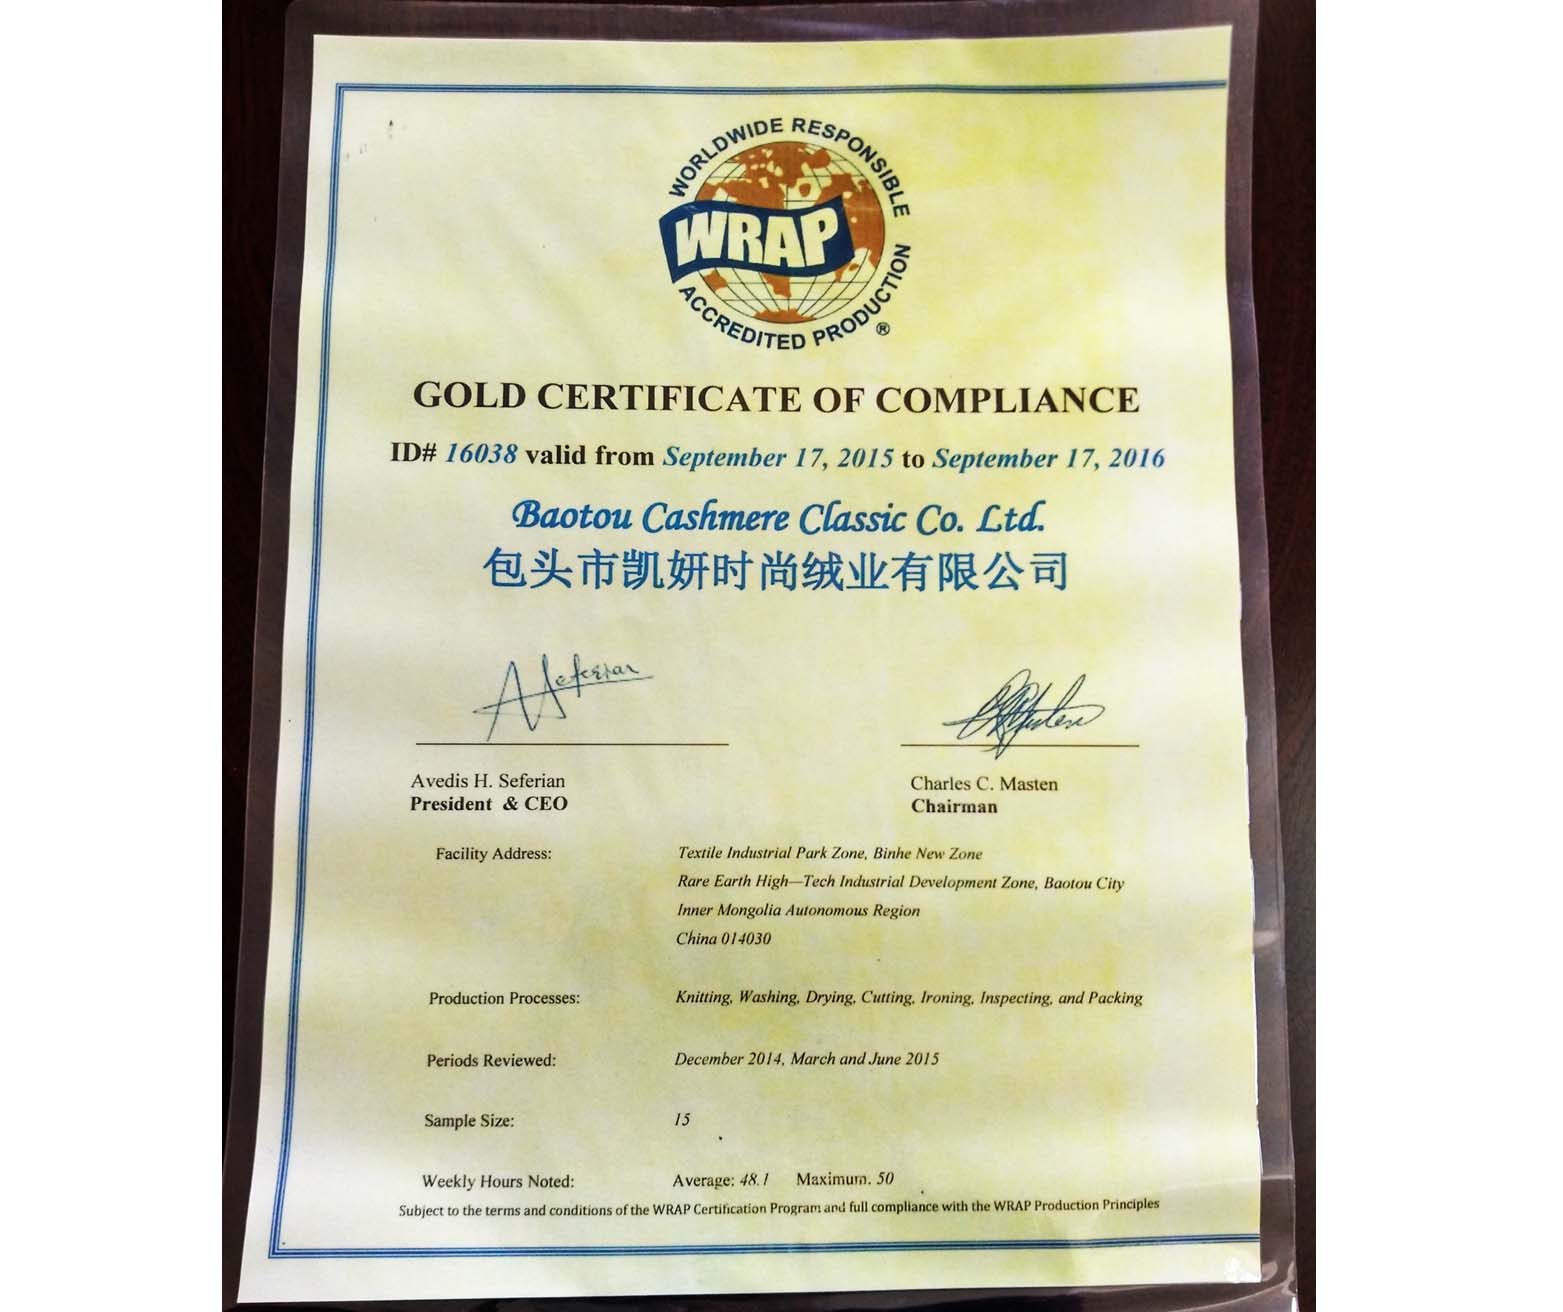 WORLDWIDE RESPONSIBLE
WRAP
ACCREDITED PRODUCTION ®
GOLD CERTIFICATE OF COMPLIANCE
ID# 16038 valid from September 17, 2015 to September 17, 2016
Baotou Cashmere Classic Co. Ltd.
包头市凯妍时尚绒业有限公司
A Seferian
Avedis H. Seferian
President & CEO
Charles C. Masten
Chairman
Facility Address:
Textile Industrial Park Zone, Binhe New Zone
Rare Earth High—Tech Industrial Development Zone, Baotou City
Inner Mongolia Autonomous Region
China 014030
Production Processes: Knitting, Washing, Drying, Cutting, Ironing, Inspecting, and Packing
Periods Reviewed: December 2014, March and June 2015
Sample Size: 15
Weekly Hours Noted: Average: 48.1 Maximum. 50
Subject to the terms and conditions of the WRAP Certification Program and full compliance with the WRAP Production Principles